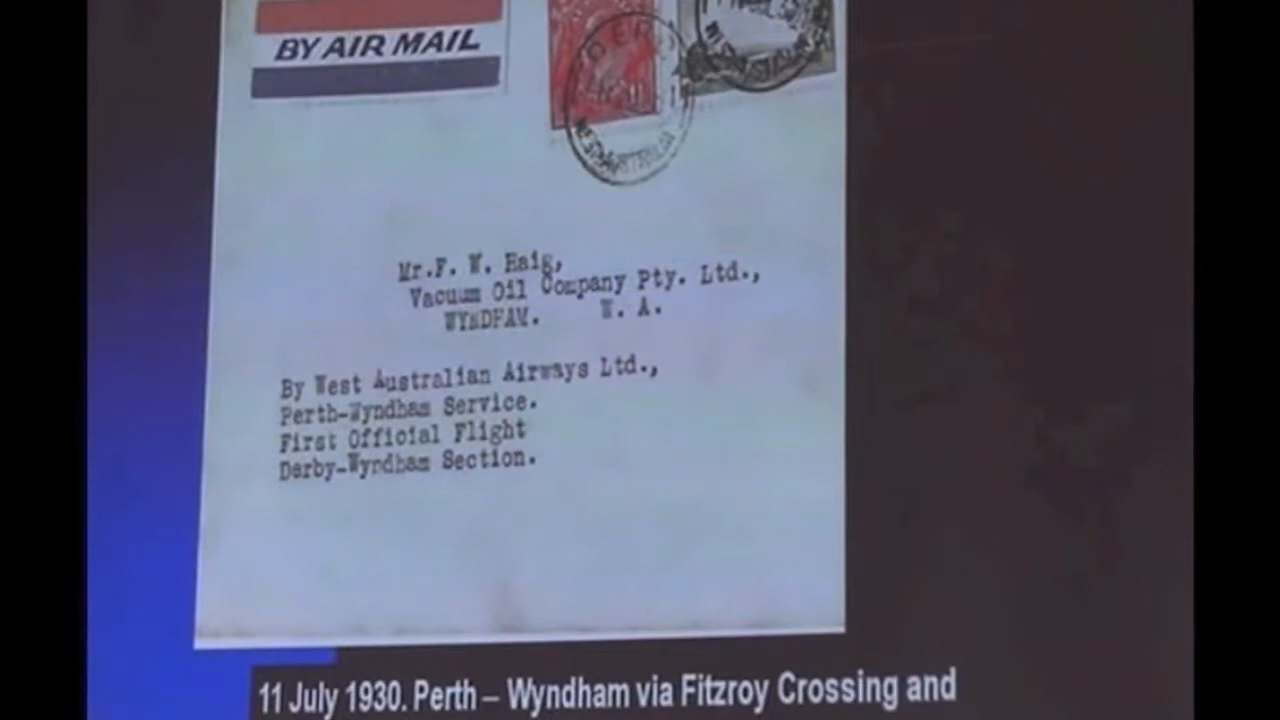 BY AIR MAIL
Mr.F. W. Haig,
Vacuum Oil Company Pty. Ltd.,
WYNDHAM. W. A.
By West Australian Airways Ltd.,
Perth-Wyndham Service.
First Official Flight
Derby-Wyndham Section.
11 July 1930. Perth – Wyndham via Fitzroy Crossing and